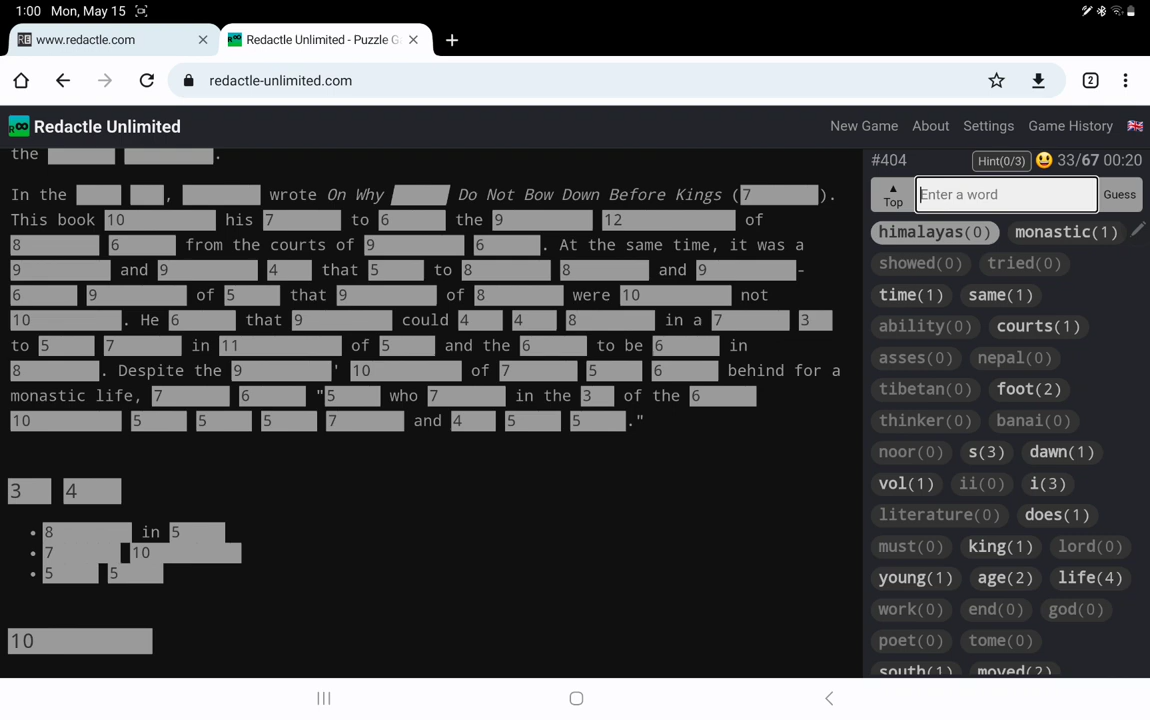 1:00 Mon, May 15
www.redactle.com
Redactle Unlimited - Puzzle G
redactle-unlimited.com
2
Redactle Unlimited
New Game About Settings Game History
#404 Hint(0/3) 33/67 00:20
▲ Top Enter a word Guess
the .
In the , wrote On Why Do Not Bow Down Before Kings (7 ).
This book 10 his 7 to 6 the 9 12 of
8 6 from the courts of 9 6 . At the same time, it was a
9 and 9 4 that 5 to 8 8 and 9 -
6 9 of 5 that 9 of 8 were 10 not
10 . He 6 that 9 could 4 4 8 in a 7 3
to 5 7 in 11 of 5 and the 6 to be 6 in
8 . Despite the 9 ' 10 of 7 5 6 behind for a
monastic life, 7 6 "5 who 7 in the 3 of the 6
10 5 5 5 7 and 4 5 5 ."
3 4
• 8 in 5
• 7 10
• 5 5
10
himalayas(0) monastic(1)
showed(0) tried(0)
time(1) same(1)
ability(0) courts(1)
asses(0) nepal(0)
tibetan(0) foot(2)
thinker(0) banai(0)
noor(0) s(3) dawn(1)
vol(1) ii(0) i(3)
literature(0) does(1)
must(0) king(1) lord(0)
young(1) age(2) life(4)
work(0) end(0) god(0)
poet(0) tome(0)
south(1) moved(2)